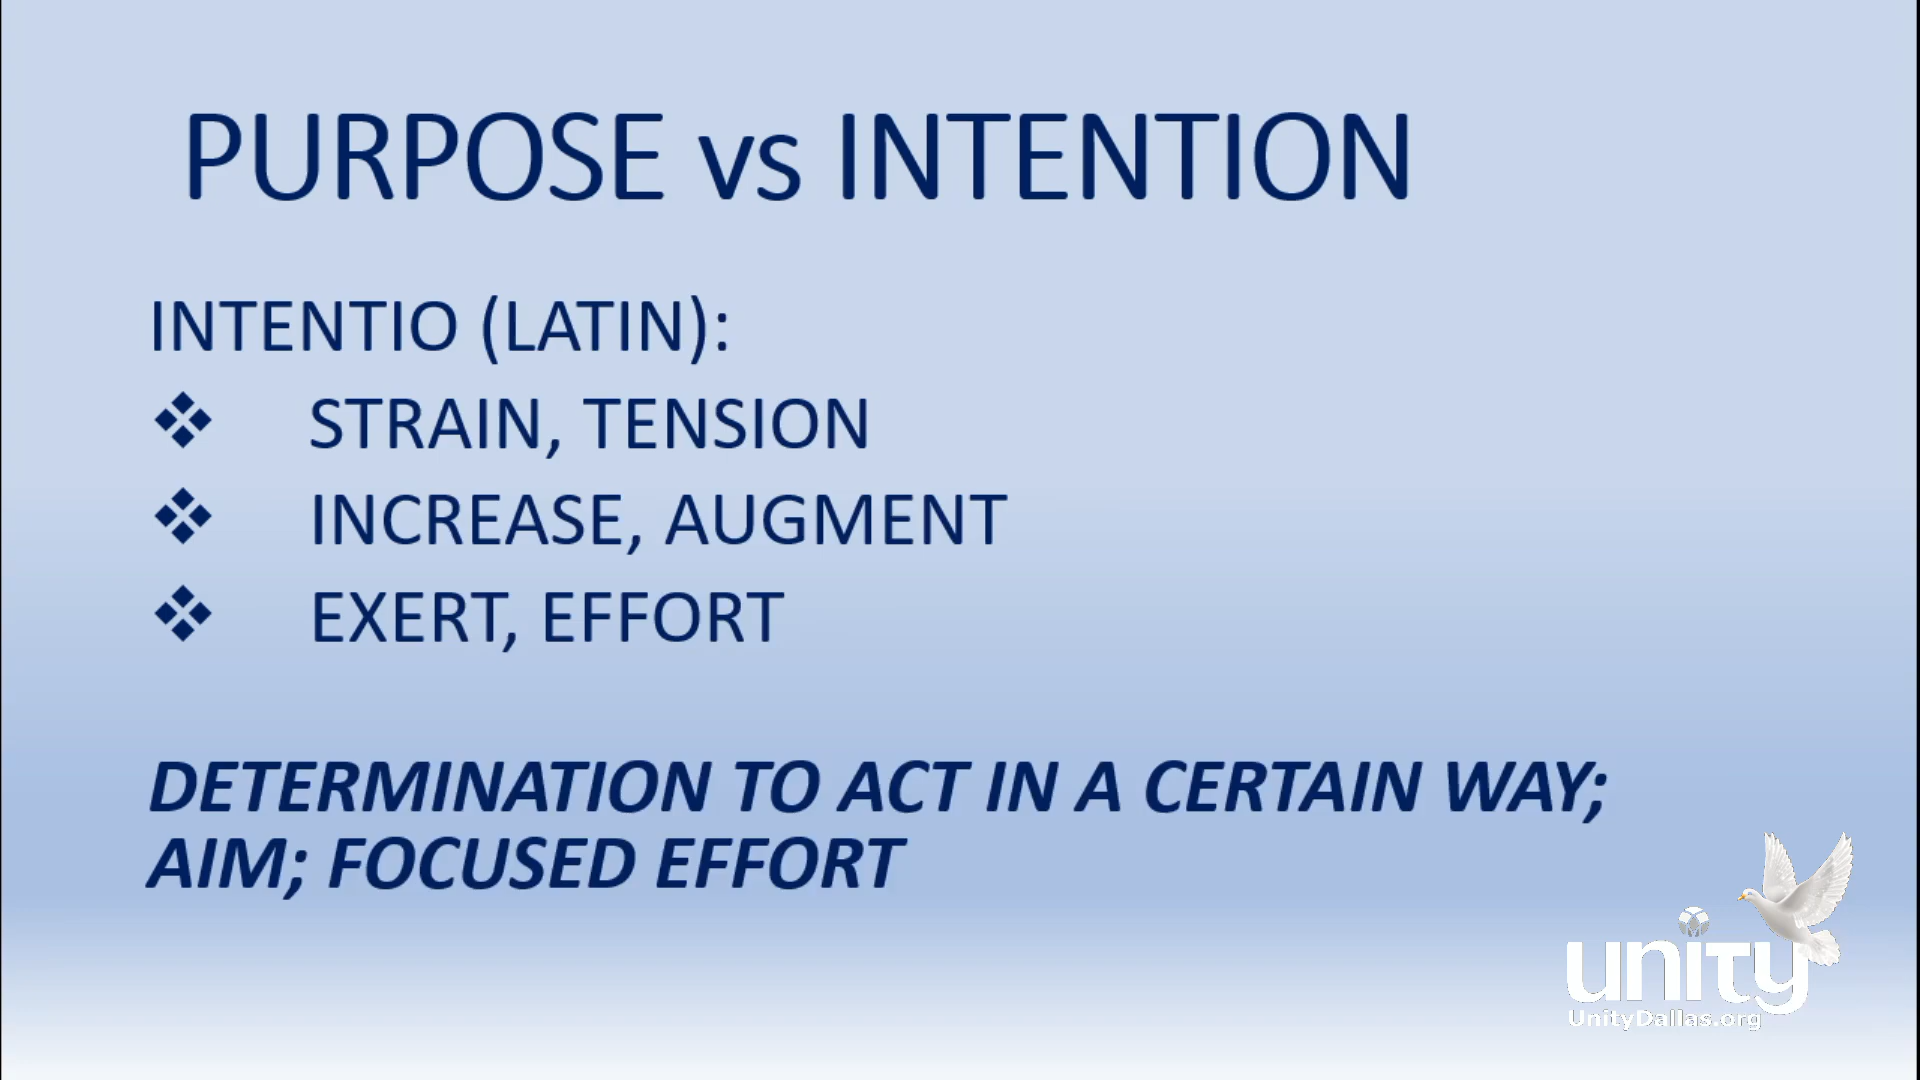 PURPOSE vs INTENTION
INTENTIO (LATIN):
❖ STRAIN, TENSION
❖ INCREASE, AUGMENT
❖ EXERT, EFFORT
DETERMINATION TO ACT IN A CERTAIN WAY;
AIM; FOCUSED EFFORT
unity
UnityDallas.org